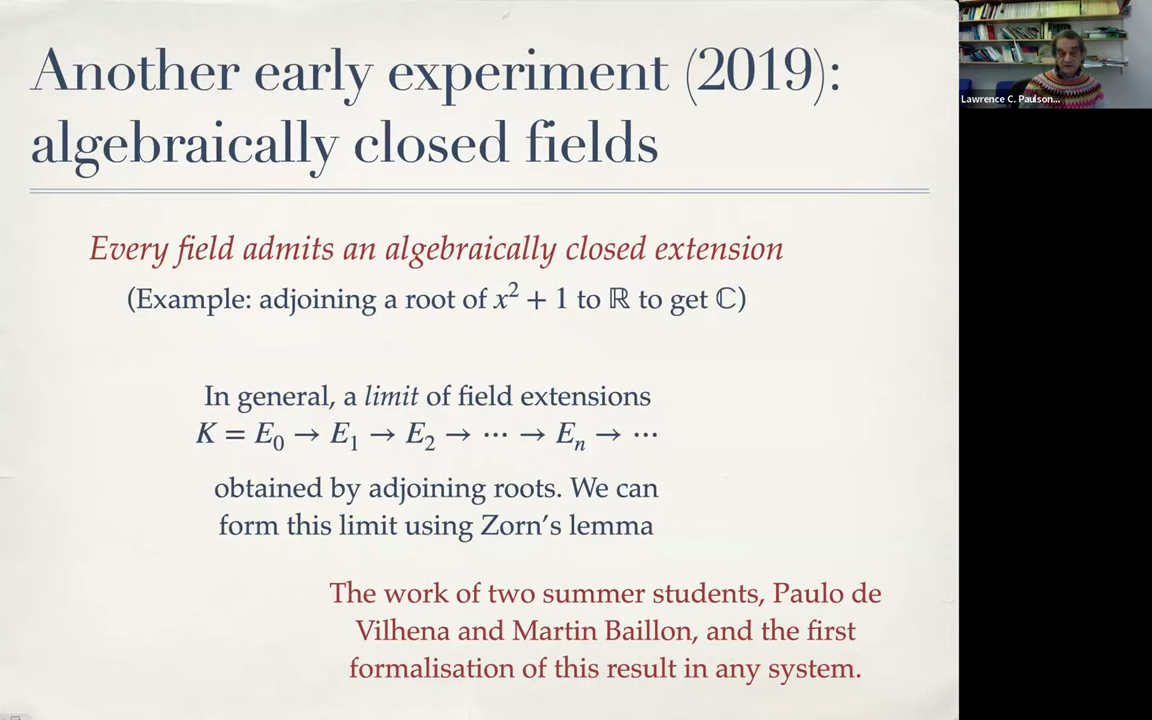 Another early experiment (2019):
algebraically closed fields
Every field admits an algebraically closed extension
(Example: adjoining a root of x² + 1 to ℝ to get ℂ)
In general, a limit of field extensions
K = E₀ → E₁ → E₂ → ⋯ → Eₙ → ⋯
obtained by adjoining roots. We can
form this limit using Zorn’s lemma
The work of two summer students, Paulo de
Vilhena and Martin Baillon, and the first
formalisation of this result in any system.
Lawrence C. Paulson...